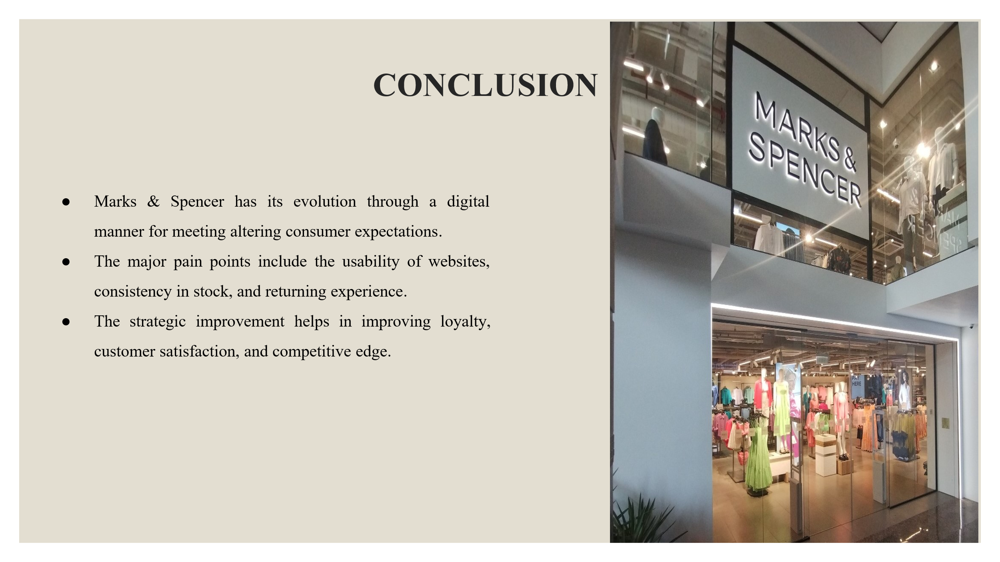 CONCLUSION
● Marks & Spencer has its evolution through a digital
manner for meeting altering consumer expectations.
● The major pain points include the usability of websites,
consistency in stock, and returning experience.
● The strategic improvement helps in improving loyalty,
customer satisfaction, and competitive edge.
MARKS &
SPENCER
PAY
HERE